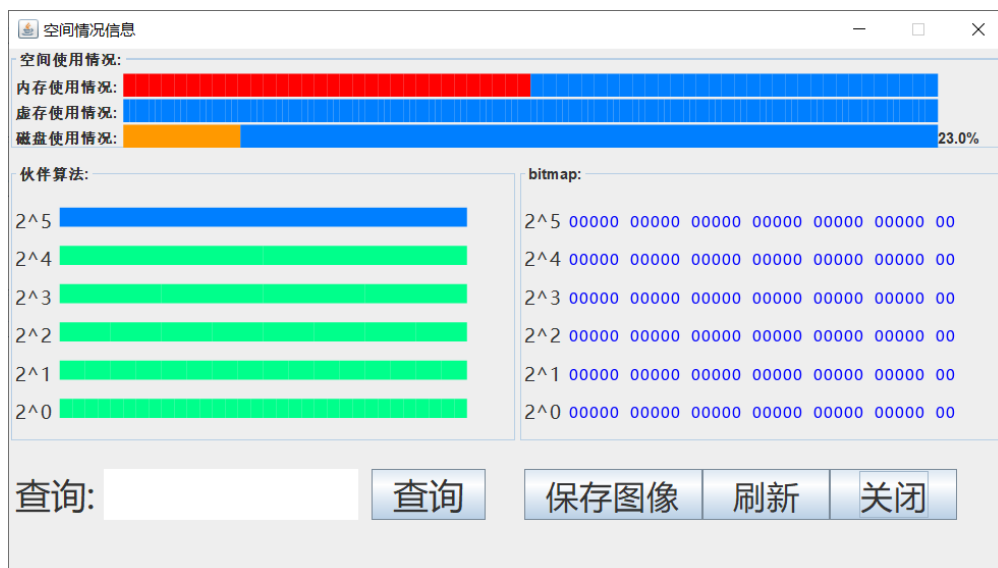 空间情况信息
空间使用情况:
内存使用情况:
虚存使用情况:
磁盘使用情况: 23.0%
伙伴算法:
2^5
2^4
2^3
2^2
2^1
2^0
bitmap:
2^5 00000 00000 00000 00000 00000 00000 00
2^4 00000 00000 00000 00000 00000 00000 00
2^3 00000 00000 00000 00000 00000 00000 00
2^2 00000 00000 00000 00000 00000 00000 00
2^1 00000 00000 00000 00000 00000 00000 00
2^0 00000 00000 00000 00000 00000 00000 00
查询: 查询 保存图像 刷新 关闭